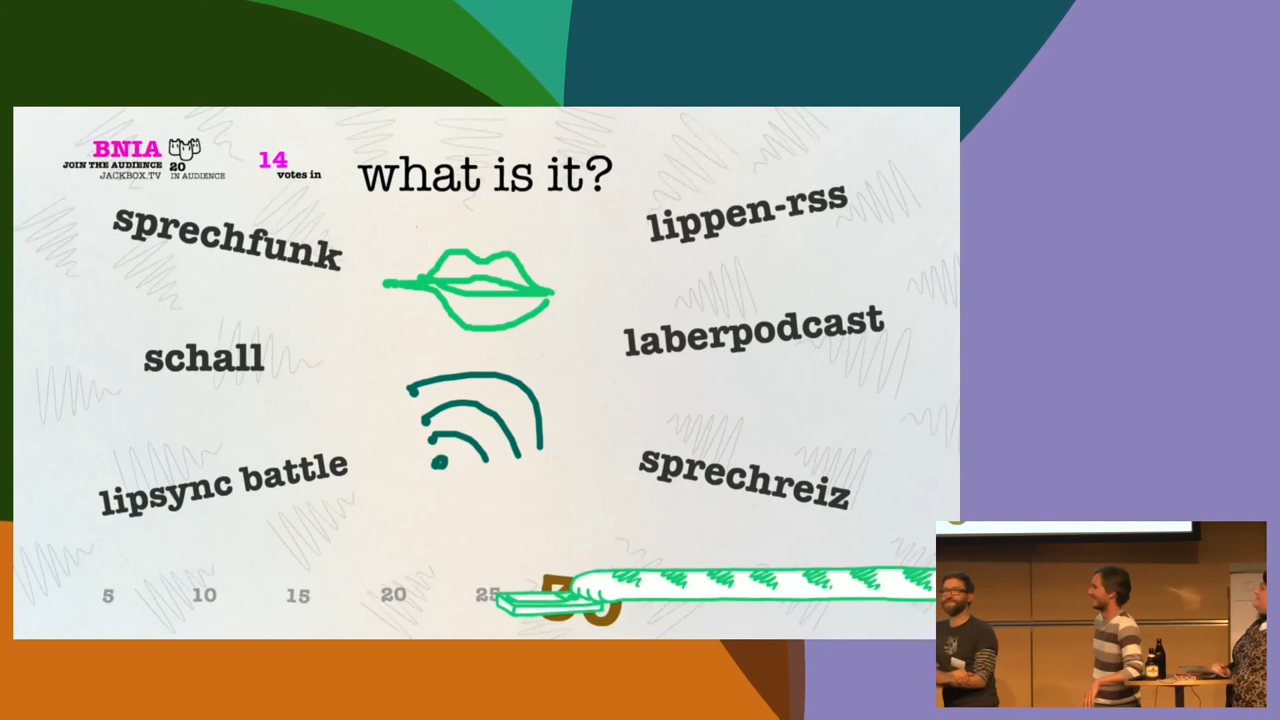 BNIA
JOIN THE AUDIENCE
JACKBOX.TV
20
IN AUDIENCE
14
votes in
what is it?
sprechfunk
lippen-rss
schall
laberpodcast
lipsync battle
sprechreiz
5 10 15 20 25